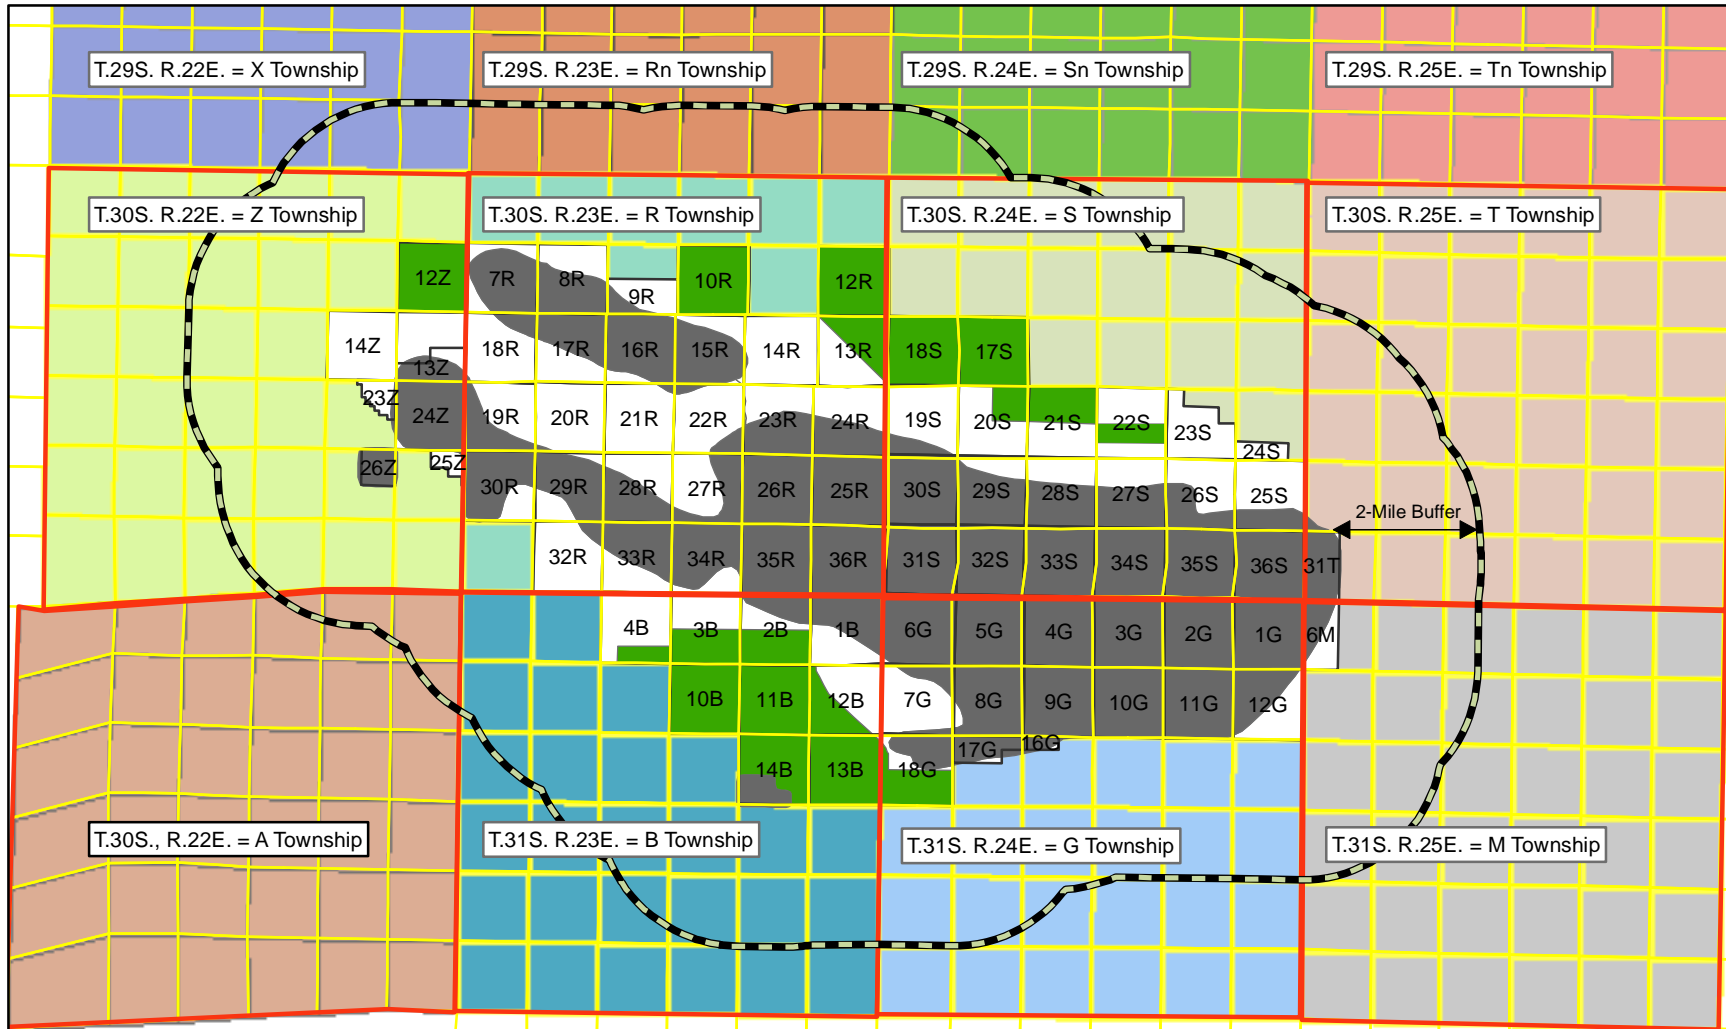 T.29S. R.22E. = X Township
T.29S. R.23E. = Rn Township
T.29S. R.24E. = Sn Township
T.29S. R.25E. = Tn Township
T.30S. R.22E. = Z Township
T.30S. R.23E. = R Township
T.30S. R.24E. = S Township
T.30S. R.25E. = T Township
12Z 7R 8R 9R 10R 12R
14Z 13Z 18R 17R 16R 15R 14R 13R 18S 17S
23Z 24Z 19R 20R 21R 22R 23R 24R 19S 20S 21S 22S 23S 24S
26Z 25Z 30R 29R 28R 27R 26R 25R 30S 29S 28S 27S 26S 25S
2-Mile Buffer
32R 33R 34R 35R 36R 31S 32S 33S 34S 35S 36S 31T
4B 3B 2B 1B 6G 5G 4G 3G 2G 1G 6M
10B 11B 12B 7G 8G 9G 10G 11G 12G
14B 13B 18G 17G 16G
T.30S., R.22E. = A Township
T.31S. R.23E. = B Township
T.31S. R.24E. = G Township
T.31S. R.25E. = M Township